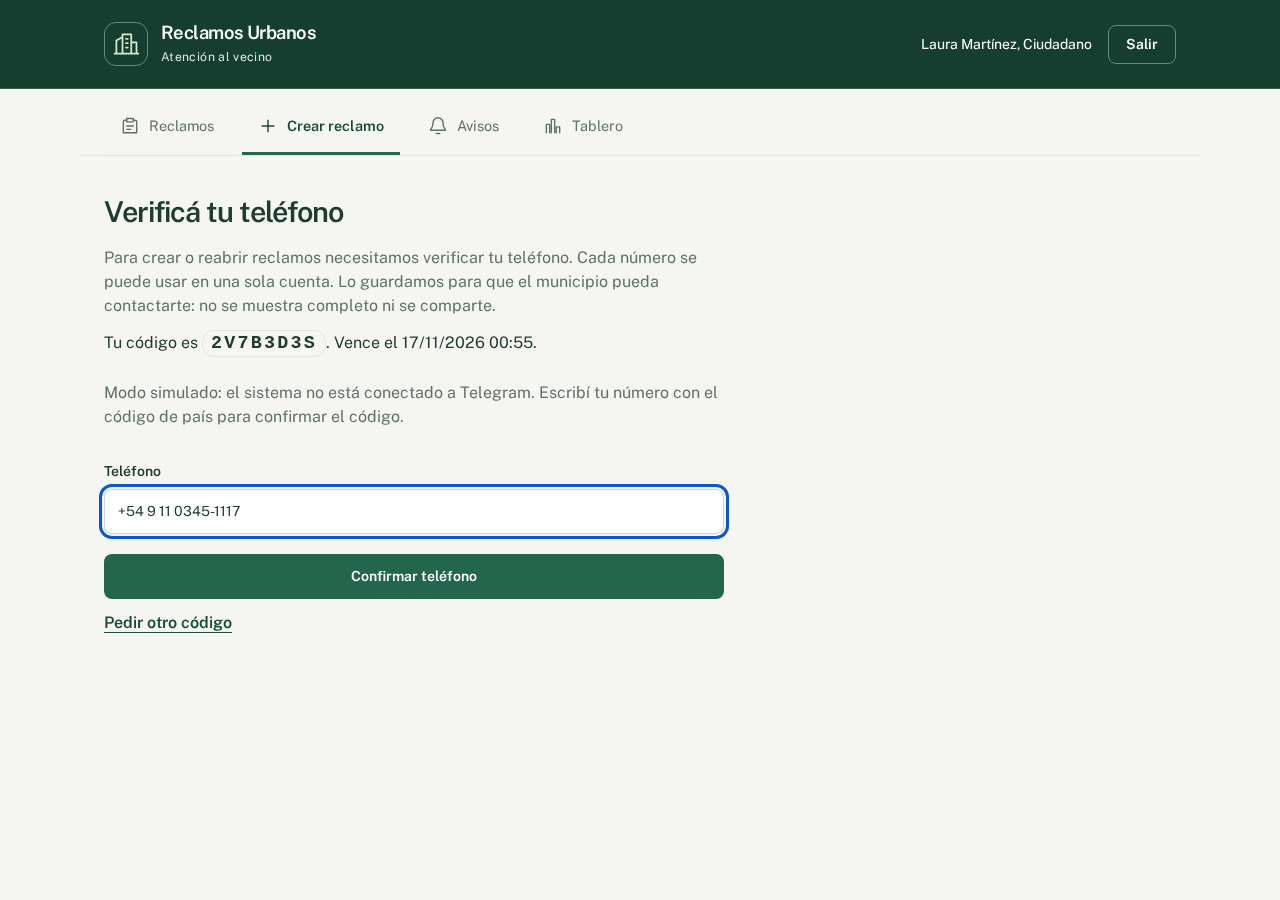 Reclamos Urbanos
Atención al vecino
Laura Martínez, Ciudadano
Salir
Reclamos
Crear reclamo
Avisos
Tablero
Verificá tu teléfono
Para crear o reabrir reclamos necesitamos verificar tu teléfono. Cada número se
puede usar en una sola cuenta. Lo guardamos para que el municipio pueda
contactarte: no se muestra completo ni se comparte.
Tu código es 2V7B3D3S. Vence el 17/11/2026 00:55.
Modo simulado: el sistema no está conectado a Telegram. Escribí tu número con el
código de país para confirmar el código.
Teléfono
+54 9 11 0345-1117
Confirmar teléfono
Pedir otro código